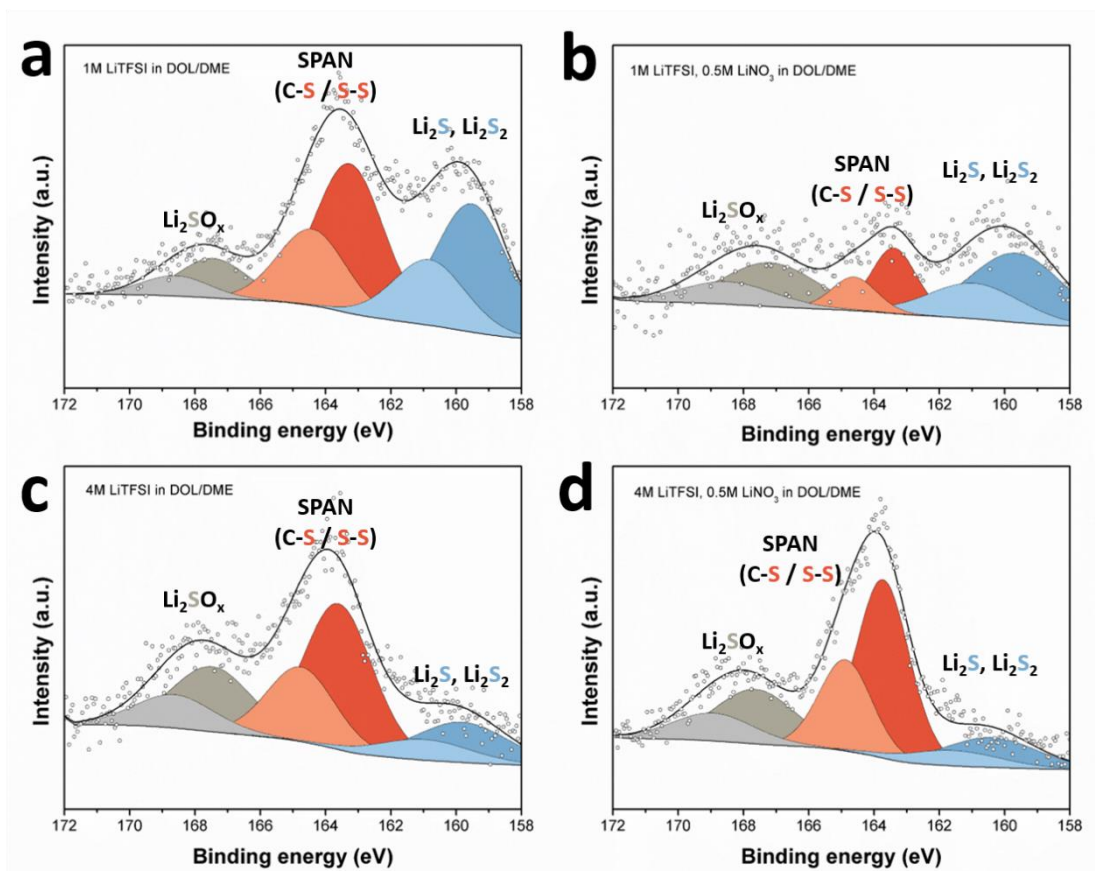 a
1M LiTFSI in DOL/DME
SPAN
(C-S / S-S)
Li₂S, Li₂S₂
Li₂SOₓ
Intensity (a.u.)
172 170 168 166 164 162 160 158
Binding energy (eV)
b
1M LiTFSI, 0.5M LiNO₃ in DOL/DME
SPAN
(C-S / S-S)
Li₂S, Li₂S₂
Li₂SOₓ
Intensity (a.u.)
172 170 168 166 164 162 160 158
Binding energy (eV)
c
4M LiTFSI in DOL/DME
SPAN
(C-S / S-S)
Li₂SOₓ
Li₂S, Li₂S₂
Intensity (a.u.)
172 170 168 166 164 162 160 158
Binding energy (eV)
d
4M LiTFSI, 0.5M LiNO₃ in DOL/DME
SPAN
(C-S / S-S)
Li₂SOₓ
Li₂S, Li₂S₂
Intensity (a.u.)
172 170 168 166 164 162 160 158
Binding energy (eV)